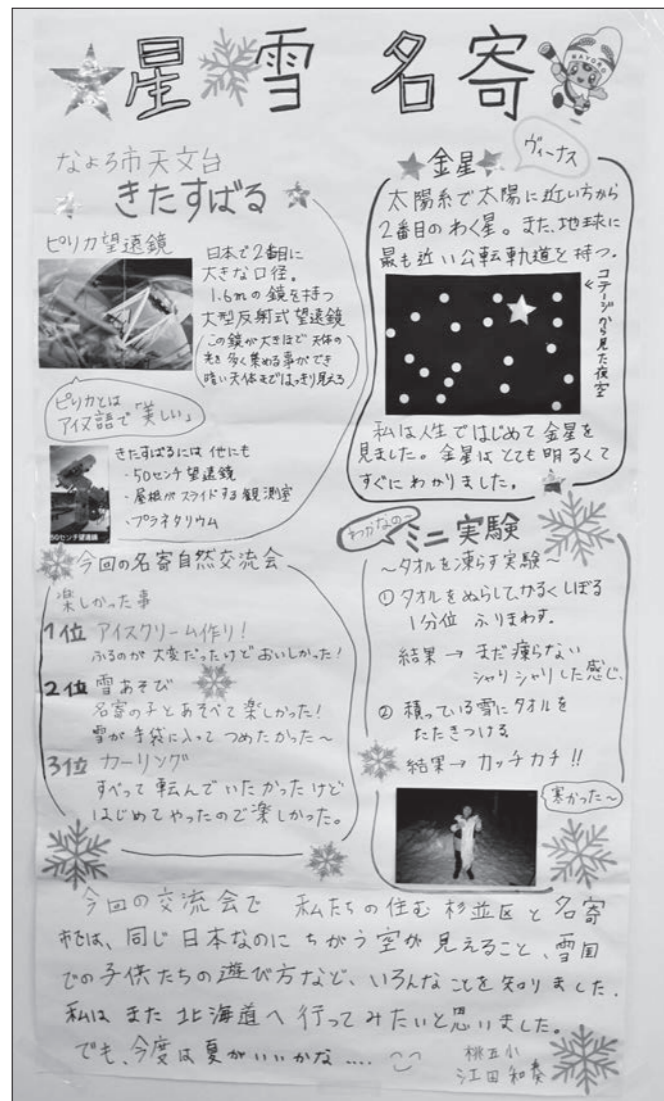 星 雪 名 寄
NAYORO
なよろ市天文台
きたすばる
ピリカ望遠鏡
日本で2番目に
大きな口径。
1.6mの鏡を持つ
大型反射式望遠鏡
(この鏡が大きほど天体の
光を多く集める事ができ
暗い天体まではっきり見える)
ピリカとは
アイヌ語で「美しい」
きたすばるには他にも
・50センチ望遠鏡
・屋根がスライドする観測室
・プラネタリウム
50センチ望遠鏡
今回の名寄自然交流会
楽しかった事
1位 アイスクリーム作り!
ふるのが大変だったけどおいしかった!
2位 雪あそび
名寄の子とあそべて楽しかった!
雪が手袋に入ってつめたかった〜
3位 カーリング
すべって転んでいたかったけど
はじめてやったので楽しかった。
金星
ヴィーナス
太陽糸で太陽に近い方から
2番目のわく星。また、地球に
最も近い公転軌道を持つ。
←コテージから見た夜空
私は人生ではじめて金星を
見ました。金星はとても明るくて
すぐにわかりました。
わかなの〜
ミニ実験
〜タオルを凍らす実験〜
① タオルをぬらして、かるくしぼる
1分位 ふりまわす。
結果 → まだ凍らない
シャリシャリした感じ、
② 積っている雪にタオルを
たたきつける
結果→ カッチカチ!!
寒かった〜
今回の交流会で 私たちの住む杉並区と名寄
市では、同じ日本なのに ちがう空が見えること、雪国
での子供たちの遊び方など、いろんなことを知りました。
私はまた北海道へ行ってみたいと思いました。
でも、今度は夏がいいかな....
桃五小
江田和奏